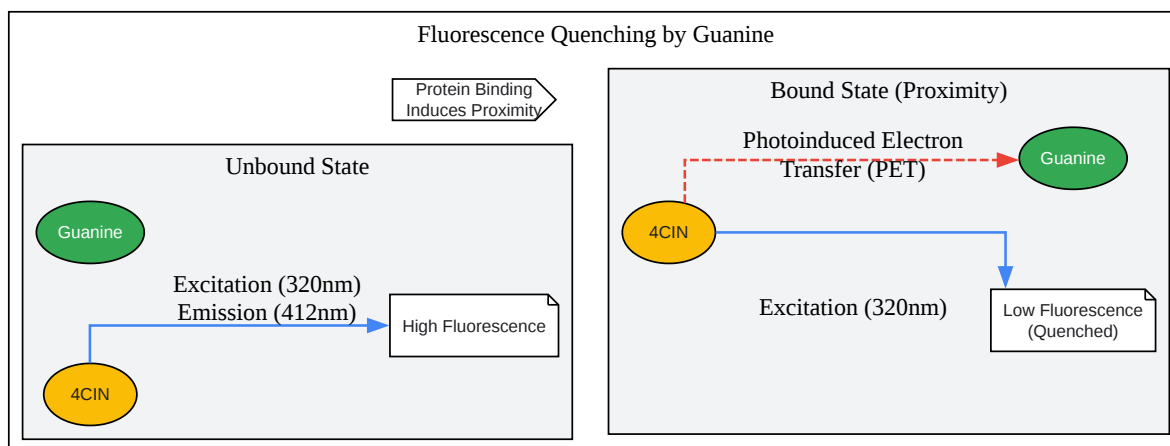 Fluorescence Quenching by Guanine
Protein Binding
Induces Proximity
Unbound State
Guanine
Excitation (320nm)
Emission (412nm)
High Fluorescence
4CIN
Bound State (Proximity)
Photoinduced Electron
Transfer (PET)
Guanine
4CIN
Excitation (320nm)
Low Fluorescence
(Quenched)